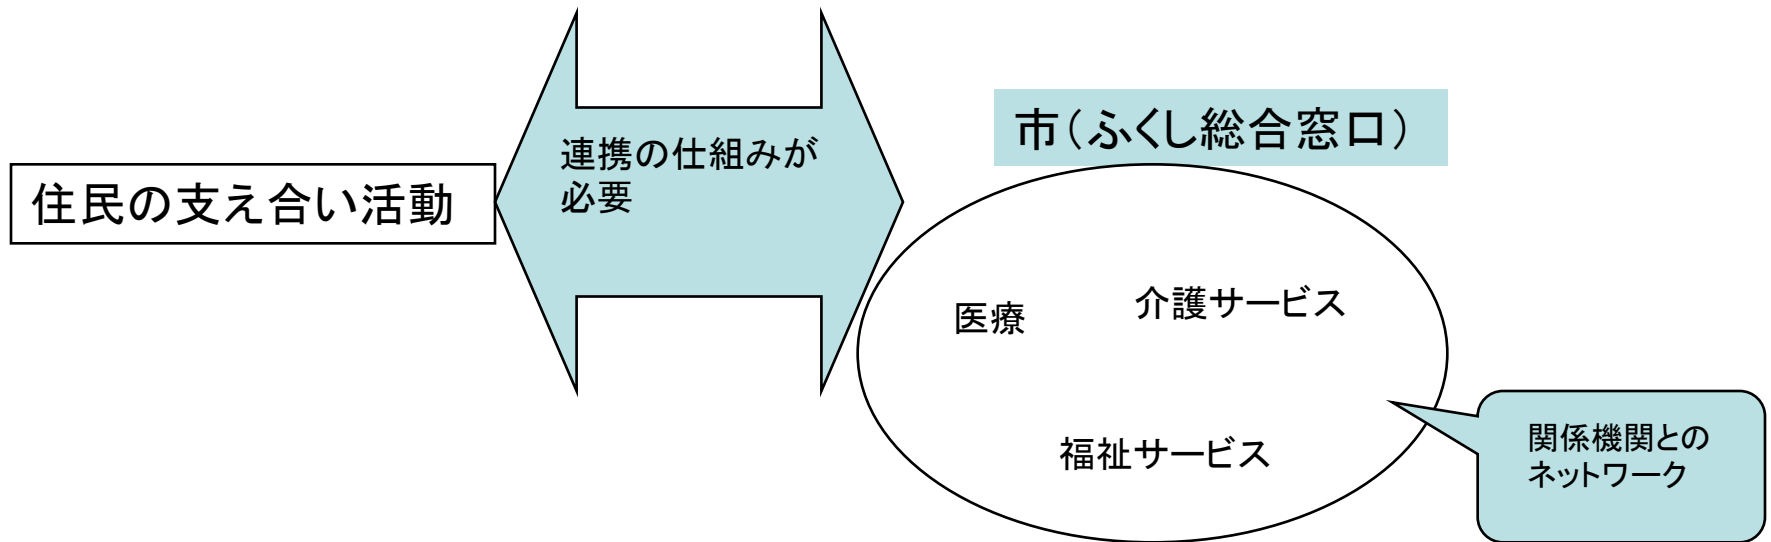 住民の支え合い活動
連携の仕組みが
必要
市（ふくし総合窓口）
医療
介護サービス
福祉サービス
関係機関との
ネットワーク